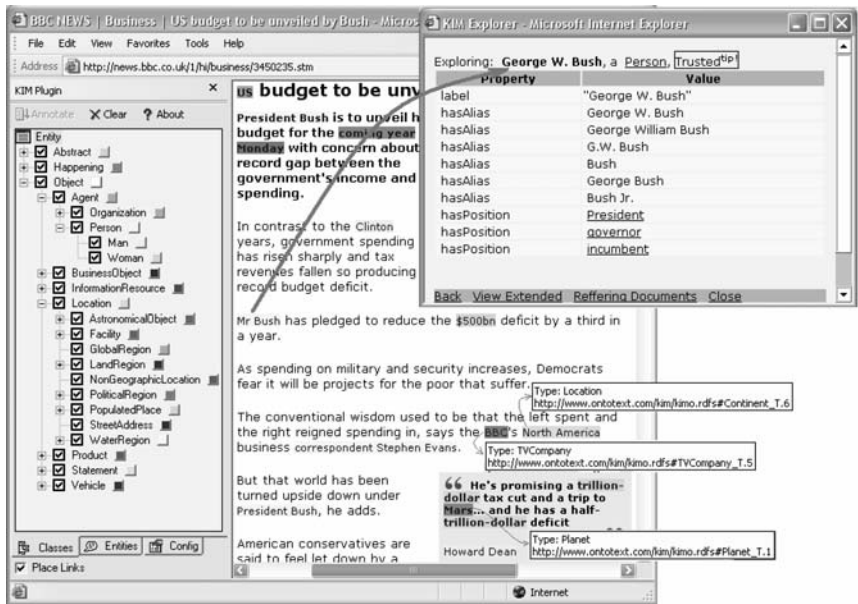 BBC NEWS | Business | US budget to be unveiled by Bush - Micros
File Edit View Favorites Tools Help
Address http://news.bbc.co.uk/1/hi/business/3450235.stm
KIM Plugin
Annotate Clear ? About
Entity
Abstract
Happening
Object
Agent
Organization
Person
Man
Woman
BusinessObject
InformationResource
Location
AstronomicalObject
Facility
GlobalRegion
LandRegion
NonGeographicLocation
PoliticalRegion
PopulatedPlace
StreetAddress
WaterRegion
Product
Statement
Vehicle
Classes Entities Config
Place Links
us budget to be unv
President Bush is to unveil h
budget for the coming year
Monday with concern about
record gap between the
government's income and
spending.
In contrast to the Clinton
years, government spending
has risen sharply and tax
revenues fallen so producing
record budget deficit.
Mr Bush has pledged to reduce the $500bn deficit by a third in
a year.
As spending on military and security increases, Democrats
fear it will be projects for the poor that suffer.
The conventional wisdom used to be that the left spent and
the right reigned spending in, says the BBC's North America
business correspondent Stephen Evans.
But that world has been
turned upside down under
President Bush, he adds.
American conservatives are
said to feel let down by a
“ He's promising a trillion-
dollar tax cut and a trip to
Mars... and he has a half-
trillion-dollar deficit ”
Howard Dean
Type: Location
http://www.ontotext.com/kim/kimo.rdfs#Continent_T.6
Type: TVCompany
http://www.ontotext.com/kim/kimo.rdfs#TVCompany_T.5
Type: Planet
http://www.ontotext.com/kim/kimo.rdfs#Planet_T.1
Internet
KIM Explorer - Microsoft Internet Explorer
Exploring: George W. Bush, a Person, Trusted tip!
Property Value
label "George W. Bush"
hasAlias George W. Bush
hasAlias George William Bush
hasAlias G.W. Bush
hasAlias Bush
hasAlias George Bush
hasAlias Bush Jr.
hasPosition President
hasPosition governor
hasPosition incumbent
Back View Extended Reffering Documents Close